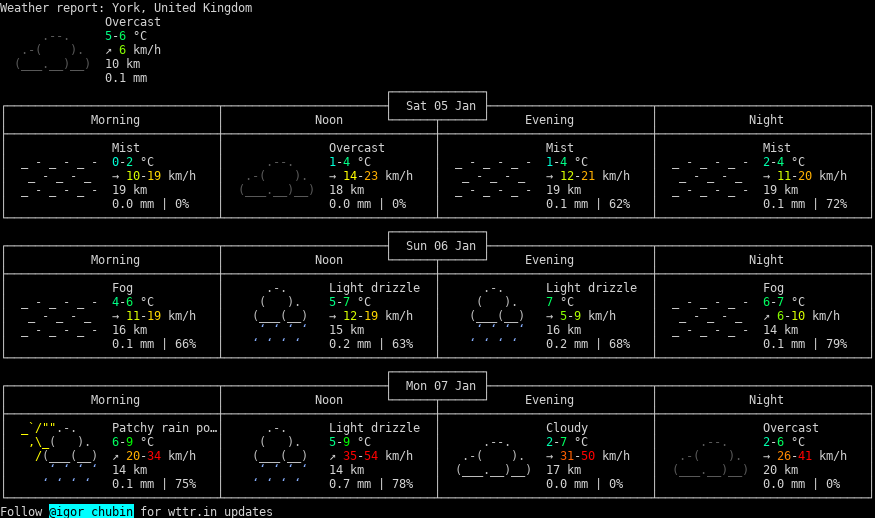 Weather report: York, United Kingdom
Overcast
5-6 °C
↗ 6 km/h
10 km
0.1 mm
Sat 05 Jan
Morning Noon Evening Night
Mist Overcast Mist Mist
0-2 °C 1-4 °C 1-4 °C 2-4 °C
→ 10-19 km/h → 14-23 km/h → 12-21 km/h → 11-20 km/h
19 km 18 km 19 km 19 km
0.0 mm | 0% 0.0 mm | 0% 0.1 mm | 62% 0.1 mm | 72%
Sun 06 Jan
Morning Noon Evening Night
Fog Light drizzle Light drizzle Fog
4-6 °C 5-7 °C 7 °C 6-7 °C
→ 11-19 km/h → 12-19 km/h → 5-9 km/h ↗ 6-10 km/h
16 km 15 km 16 km 14 km
0.1 mm | 66% 0.2 mm | 63% 0.2 mm | 68% 0.1 mm | 79%
Mon 07 Jan
Morning Noon Evening Night
Patchy rain po… Light drizzle Cloudy Overcast
6-9 °C 5-9 °C 2-7 °C 2-6 °C
↗ 20-34 km/h ↗ 35-54 km/h → 31-50 km/h → 26-41 km/h
14 km 14 km 17 km 20 km
0.1 mm | 75% 0.7 mm | 78% 0.0 mm | 0% 0.0 mm | 0%
Follow @igor_chubin for wttr.in updates